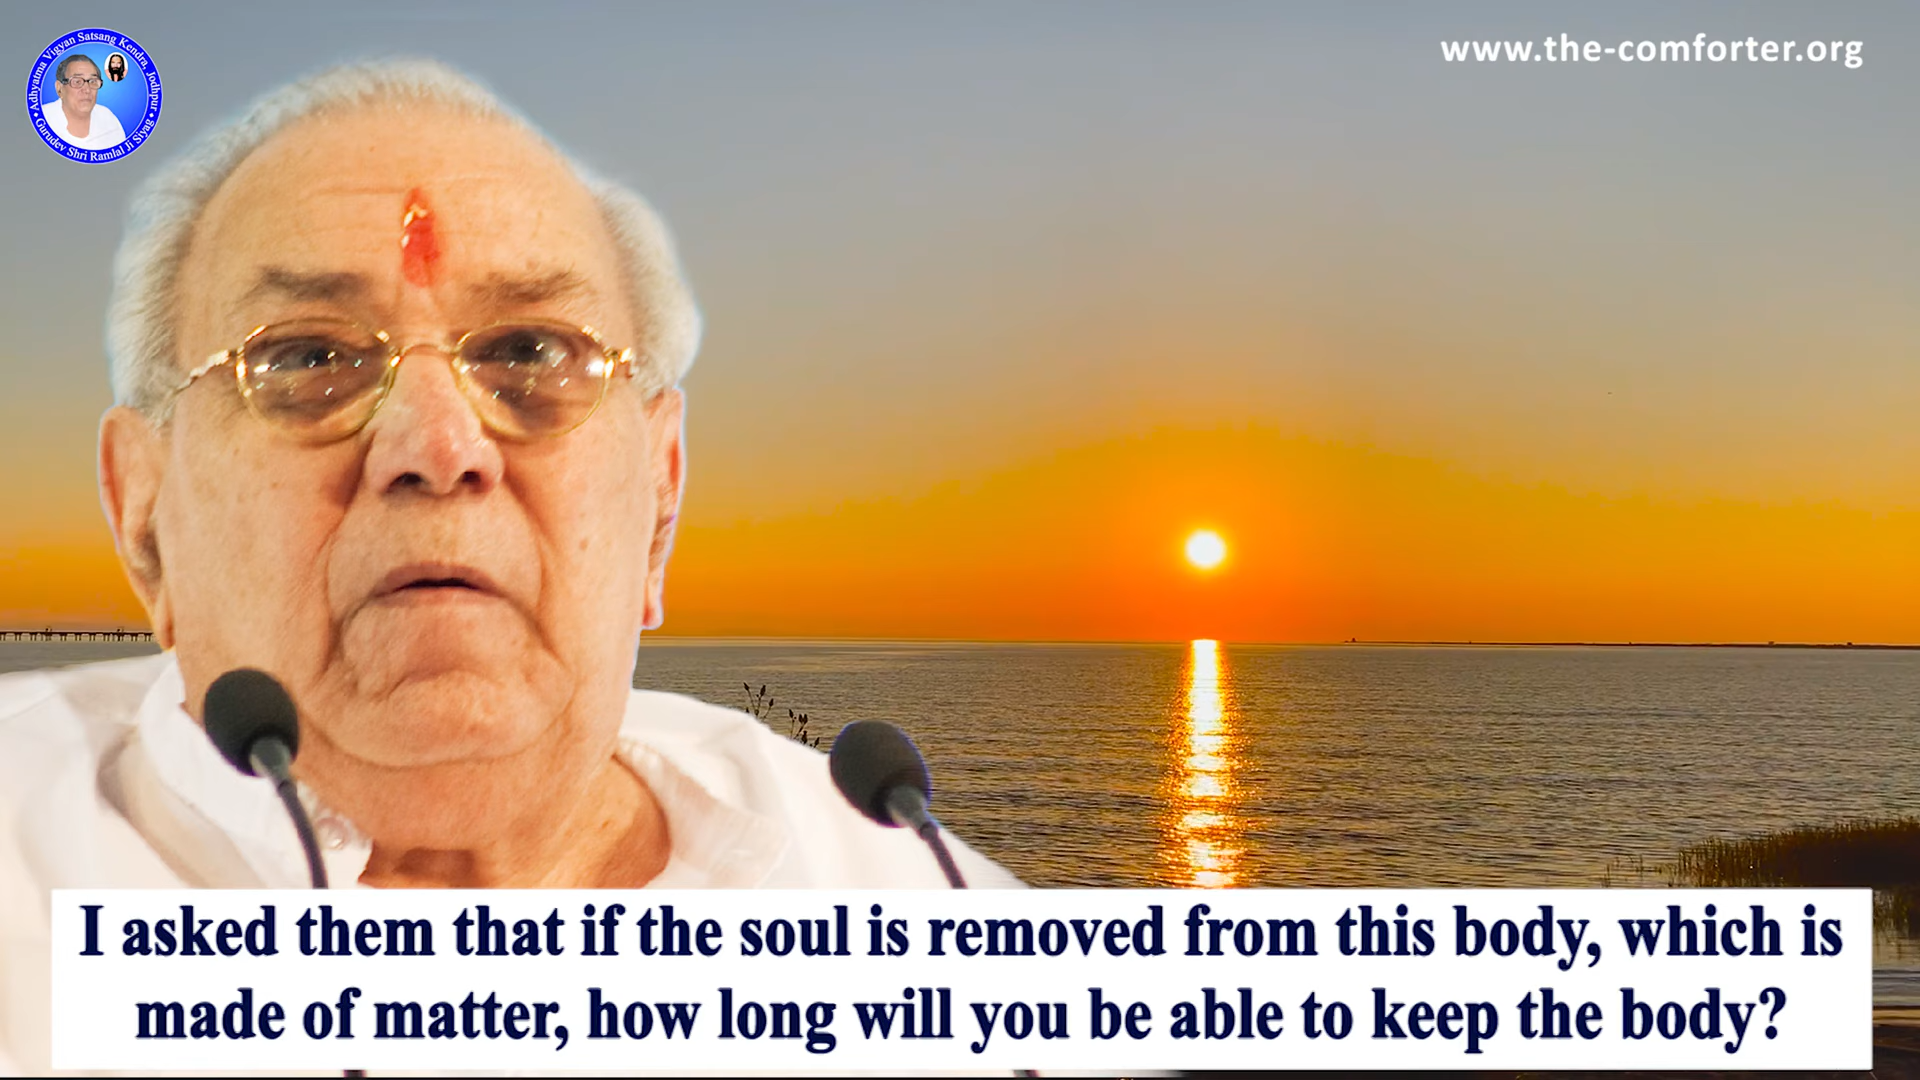 Adhyatma Vigyan Satsang Kendra, Jodhpur
Gurudev Shri Ramlal Ji Siyag
www.the-comforter.org
I asked them that if the soul is removed from this body, which is
made of matter, how long will you be able to keep the body?